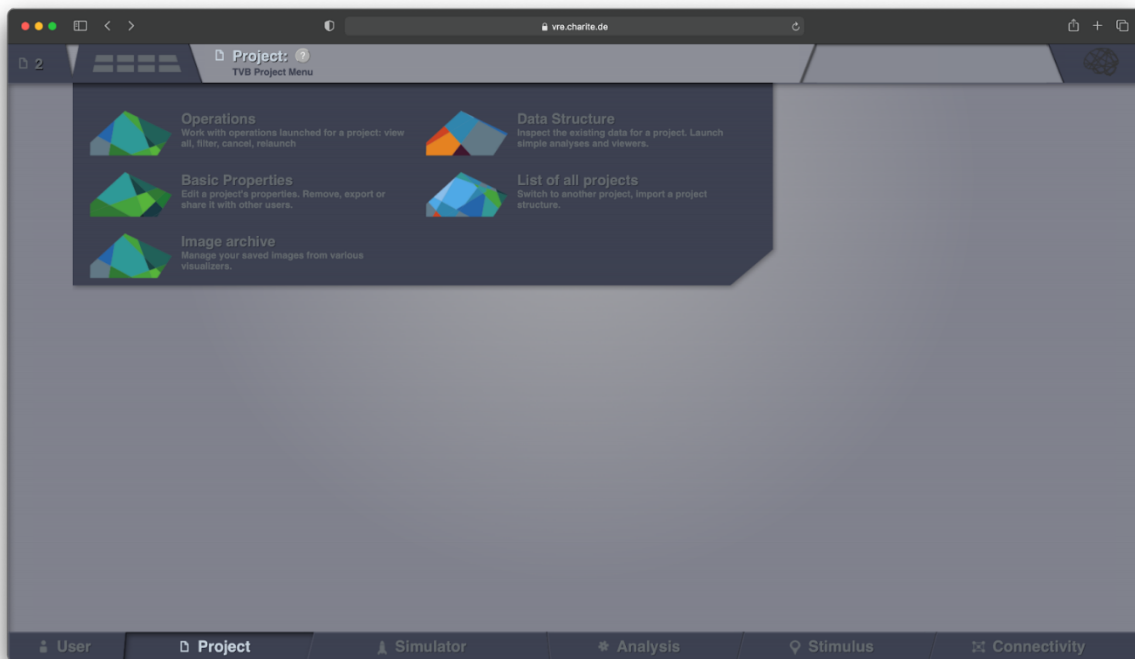 vre.charite.de
2
Project: ?
TVB Project Menu
Operations
Work with operations launched for a project: view
all, filter, cancel, relaunch
Data Structure
Inspect the existing data for a project. Launch
simple analyses and viewers.
Basic Properties
Edit a project's properties. Remove, export or
share it with other users.
List of all projects
Switch to another project, import a project
structure.
Image archive
Manage your saved images from various
visualizers.
User
Project
Simulator
Analysis
Stimulus
Connectivity